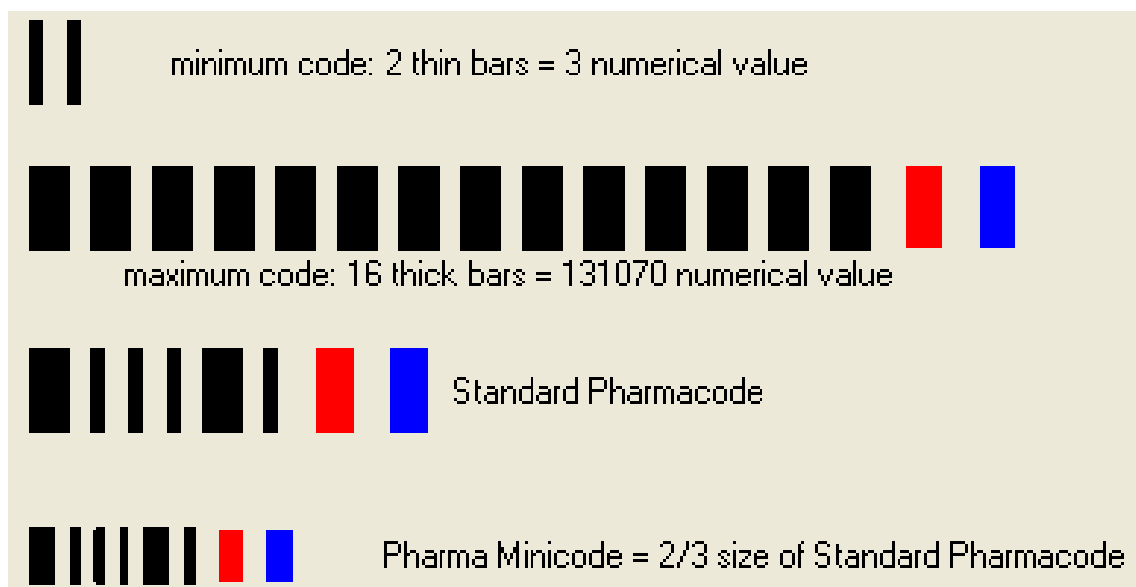 minimum code: 2 thin bars = 3 numerical value
maximum code: 16 thick bars = 131070 numerical value
Standard Pharmacode
Pharma Minicode = 2/3 size of Standard Pharmacode